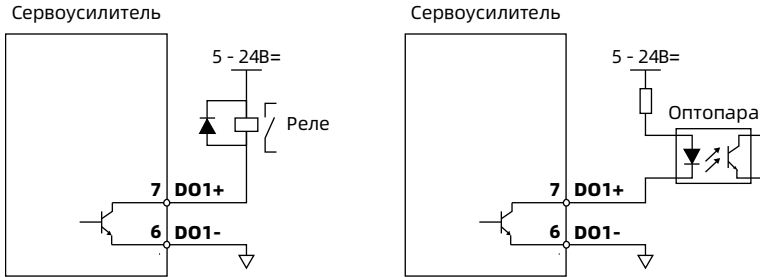 Сервоусилитель
5 - 24В=
Реле
7 DO1+
6 DO1-
Сервоусилитель
5 - 24В=
Оптопара
7 DO1+
6 DO1-